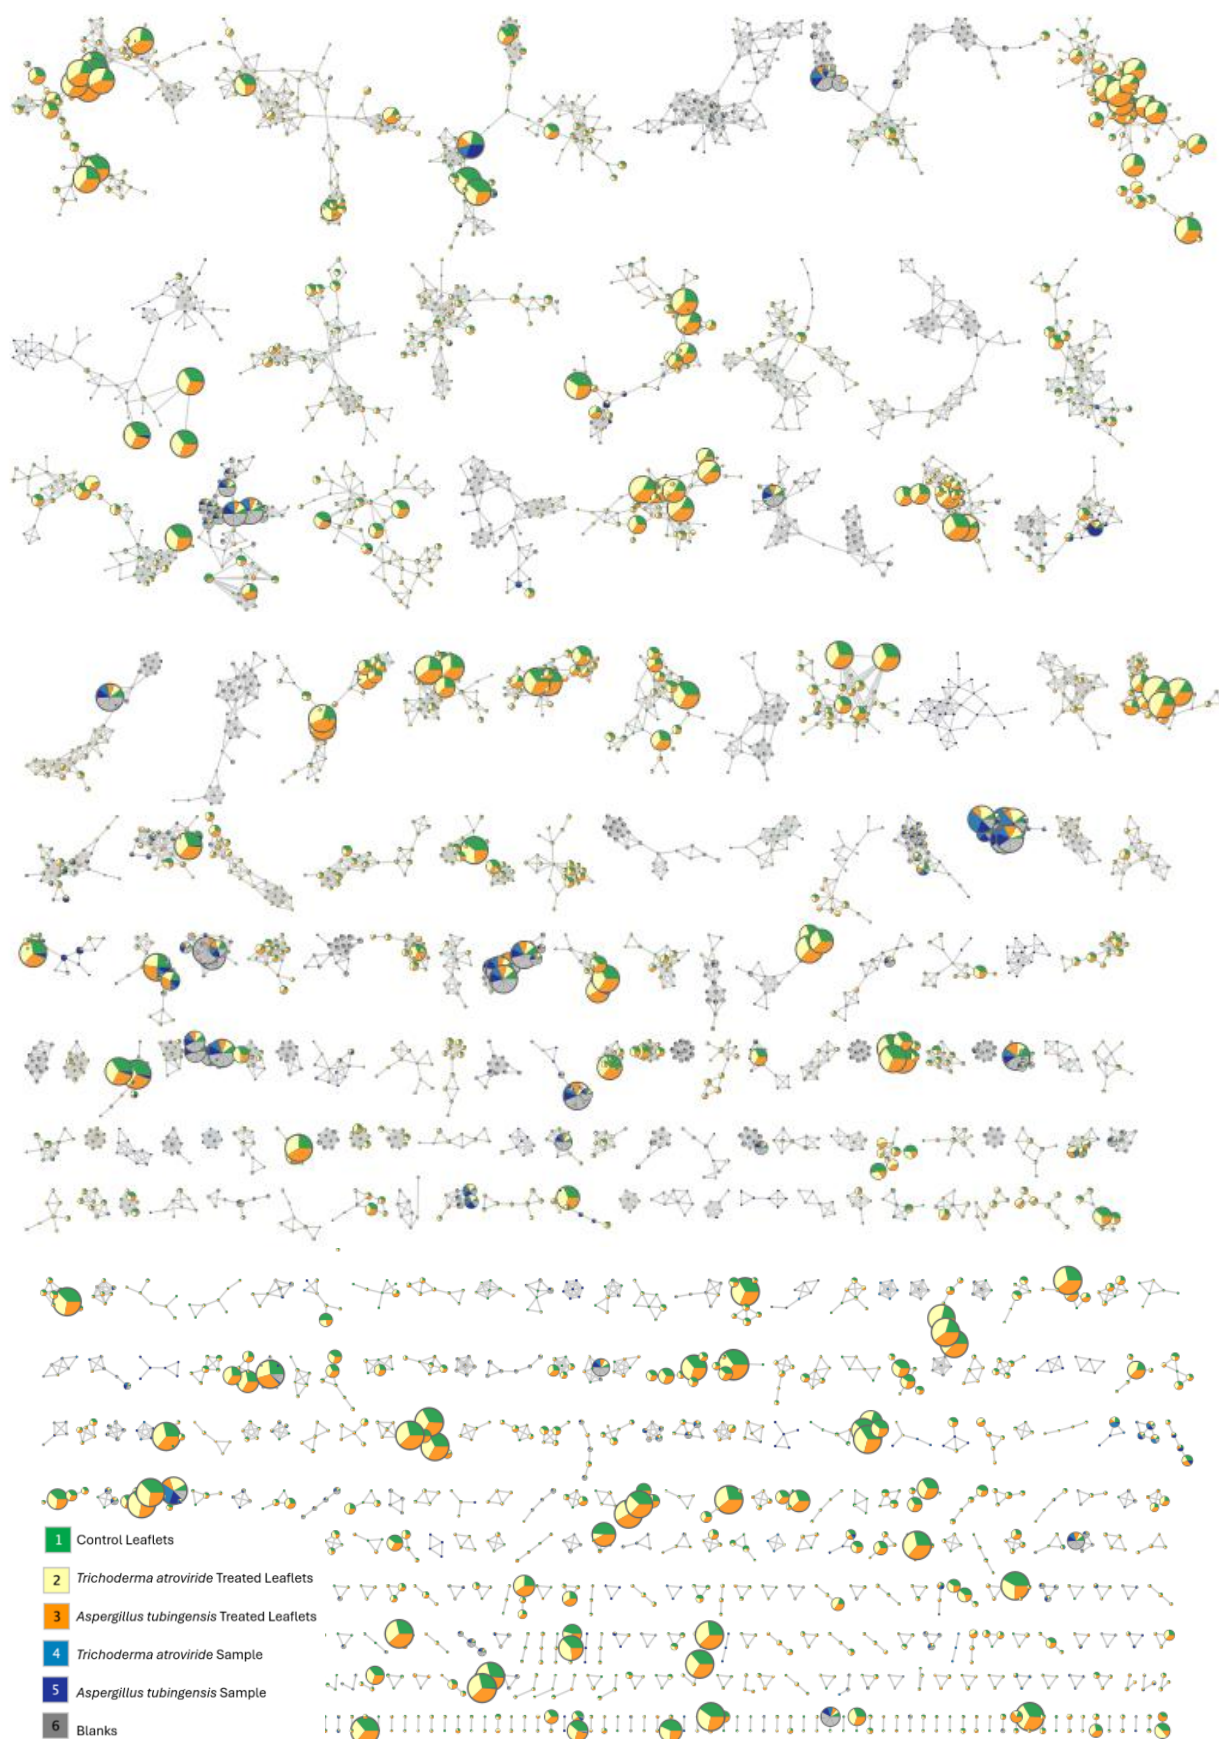 1 Control Leaflets
2 Trichoderma atroviride Treated Leaflets
3 Aspergillus tubingensis Treated Leaflets
4 Trichoderma atroviride Sample
5 Aspergillus tubingensis Sample
6 Blanks